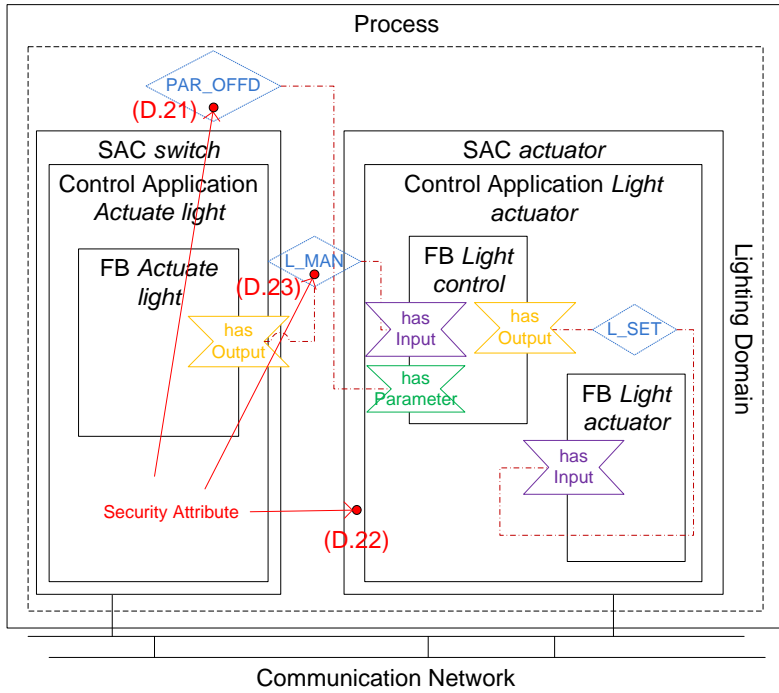 Process
PAR_OFFD
(D.21)
SAC switch
Control Application
Actuate light
FB Actuate
light
has
Output
L_MAN
(D.23)
SAC actuator
Control Application Light
actuator
FB Light
control
has
Input
has
Output
has
Parameter
L_SET
FB Light
actuator
has
Input
Security Attribute
(D.22)
Lighting Domain
Communication Network